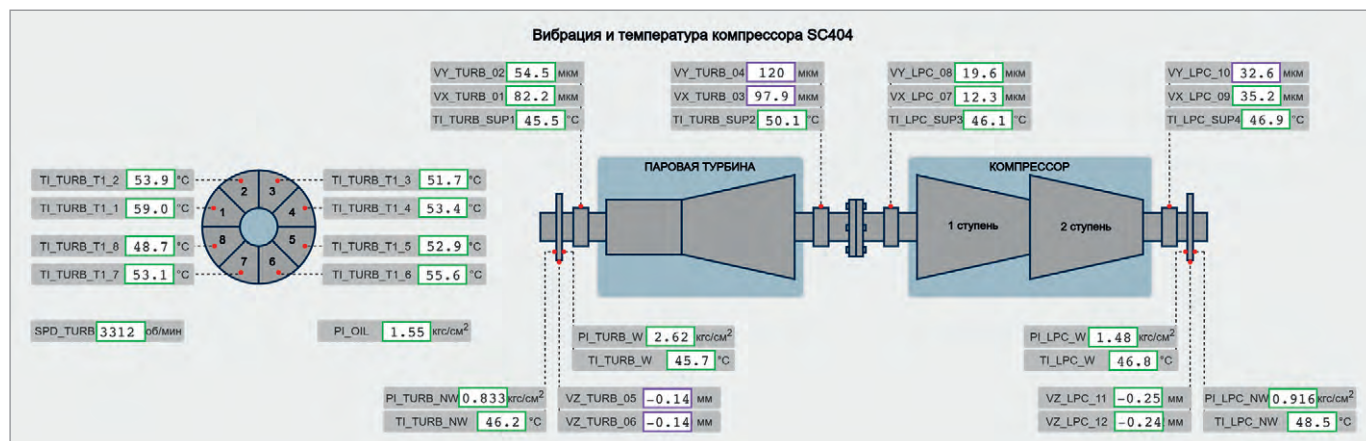 Вибрация и температура компрессора SC404
VY_TURB_02 54.5 мкм
VX_TURB_01 82.2 мкм
TI_TURB_SUP1 45.5 °C
VY_TURB_04 120 мкм
VX_TURB_03 97.9 мкм
TI_TURB_SUP2 50.1 °C
VY_LPC_08 19.6 мкм
VX_LPC_07 12.3 мкм
TI_LPC_SUP3 46.1 °C
VY_LPC_10 32.6 мкм
VX_LPC_09 35.2 мкм
TI_LPC_SUP4 46.9 °C
TI_TURB_T1_2 53.9 °C
TI_TURB_T1_1 59.0 °C
TI_TURB_T1_8 48.7 °C
TI_TURB_T1_7 53.1 °C
2 3
1 4
8 5
7 6
TI_TURB_T1_3 51.7 °C
TI_TURB_T1_4 53.4 °C
TI_TURB_T1_5 52.9 °C
TI_TURB_T1_6 55.6 °C
ПАРОВАЯ ТУРБИНА
КОМПРЕССОР
1 ступень
2 ступень
SPD_TURB 3312 об/мин
PI_OIL 1.55 кгс/см²
PI_TURB_W 2.62 кгс/см²
TI_TURB_W 45.7 °C
PI_LPC_W 1.48 кгс/см²
TI_LPC_W 46.8 °C
PI_TURB_NW 0.833 кгс/см²
TI_TURB_NW 46.2 °C
VZ_TURB_05 -0.14 мм
VZ_TURB_06 -0.14 мм
VZ_LPC_11 -0.25 мм
VZ_LPC_12 -0.24 мм
PI_LPC_NW 0.916 кгс/см²
TI_LPC_NW 48.5 °C